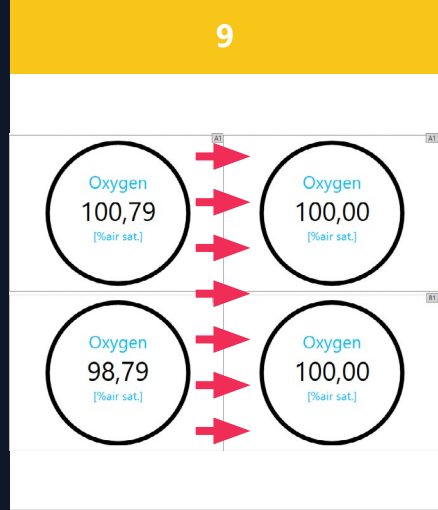 9
A1
A1
Oxygen
100,79
[%air sat.]
Oxygen
100,00
[%air sat.]
B1
Oxygen
98,79
[%air sat.]
Oxygen
100,00
[%air sat.]